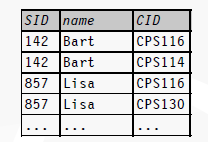 SID name CID
142 Bart CPS116
142 Bart CPS114
857 Lisa CPS116
857 Lisa CPS130
... ... ...